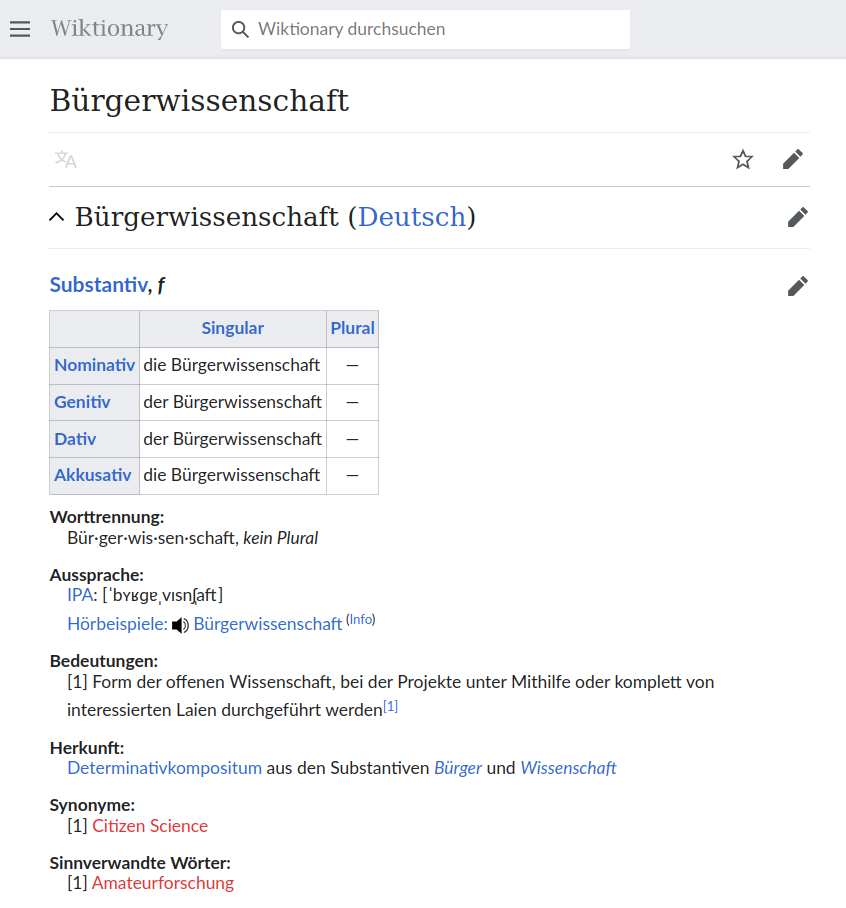 Wiktionary
Wiktionary durchsuchen
Bürgerwissenschaft
Bürgerwissenschaft (Deutsch)
Substantiv, f
Singular Plural
Nominativ die Bürgerwissenschaft —
Genitiv der Bürgerwissenschaft —
Dativ der Bürgerwissenschaft —
Akkusativ die Bürgerwissenschaft —
Worttrennung:
Bür·ger·wis·sen·schaft, kein Plural
Aussprache:
IPA: [ˈbʏʁɡɐˌvɪsn̩ʃaft]
Hörbeispiele: Bürgerwissenschaft (Info)
Bedeutungen:
[1] Form der offenen Wissenschaft, bei der Projekte unter Mithilfe oder komplett von
interessierten Laien durchgeführt werden[1]
Herkunft:
Determinativkompositum aus den Substantiven Bürger und Wissenschaft
Synonyme:
[1] Citizen Science
Sinnverwandte Wörter:
[1] Amateurforschung